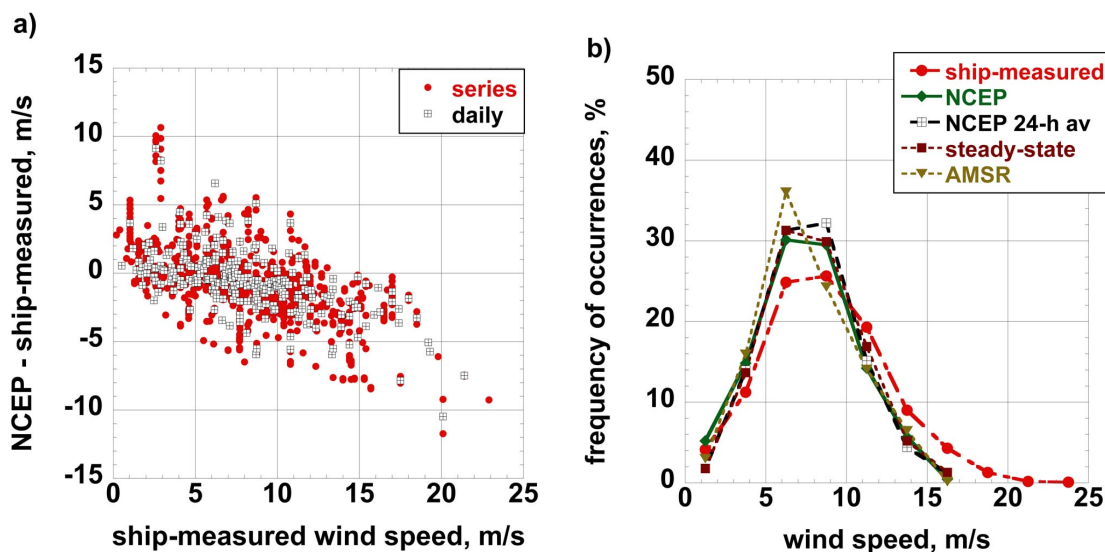 a)
15
10
5
0
-5
-10
-15
NCEP - ship-measured, m/s
series
daily
0 5 10 15 20 25
ship-measured wind speed, m/s
b)
50
40
30
20
10
0
frequency of occurrences, %
ship-measured
NCEP
NCEP 24-h av
steady-state
AMSR
0 5 10 15 20 25
wind speed, m/s